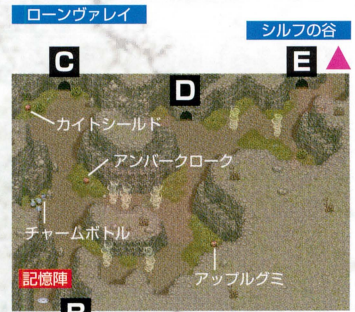 ローンヴァレイ
シルフの谷
C
D
E
カイトシールド
アンバークローク
チャームボトル
記憶陣
アップルグミ
B